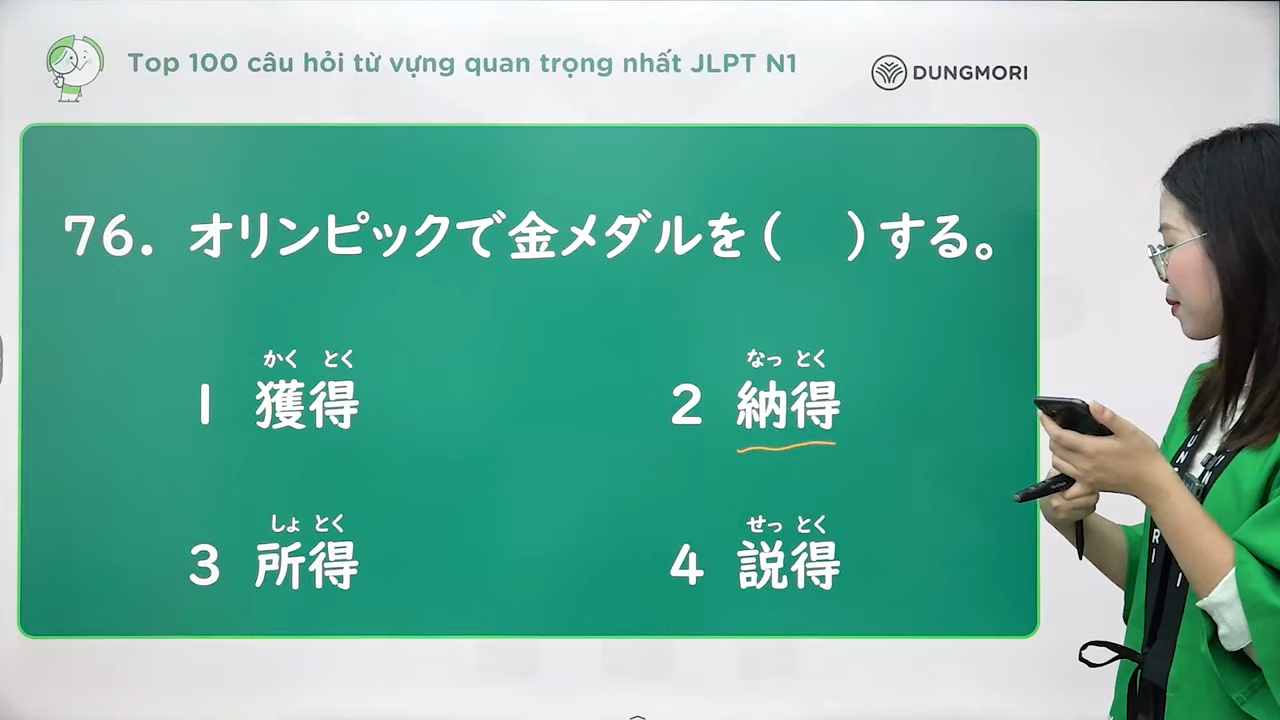 Top 100 câu hỏi từ vựng quan trọng nhất JLPT N1
DUNGMORI
76. オリンピックで金メダルを( )する。
かく とく
1 獲得
なっ とく
2 納得
しょ とく
3 所得
せっ とく
4 説得